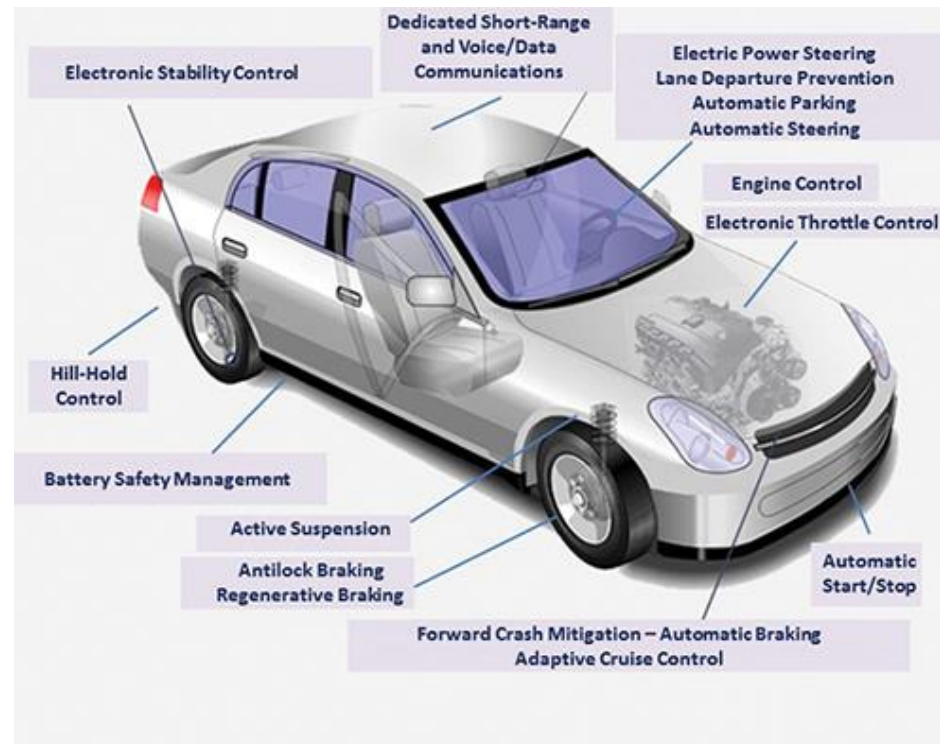 Dedicated Short-Range
and Voice/Data
Communications
Electronic Stability Control
Electric Power Steering
Lane Departure Prevention
Automatic Parking
Automatic Steering
Engine Control
Electronic Throttle Control
Hill-Hold
Control
Battery Safety Management
Active Suspension
Antilock Braking
Regenerative Braking
Automatic
Start/Stop
Forward Crash Mitigation – Automatic Braking
Adaptive Cruise Control